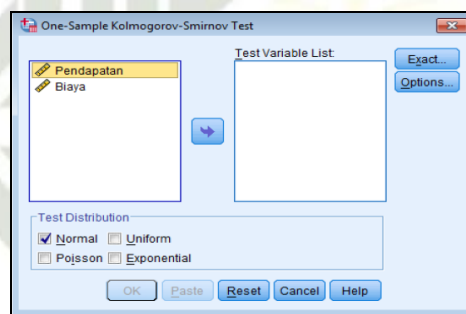 One-Sample Kolmogorov-Smirnov Test
Test Variable List:
Pendapatan
Biaya
Exact...
Options...
Test Distribution
Normal Uniform
Poisson Exponential
OK Paste Reset Cancel Help